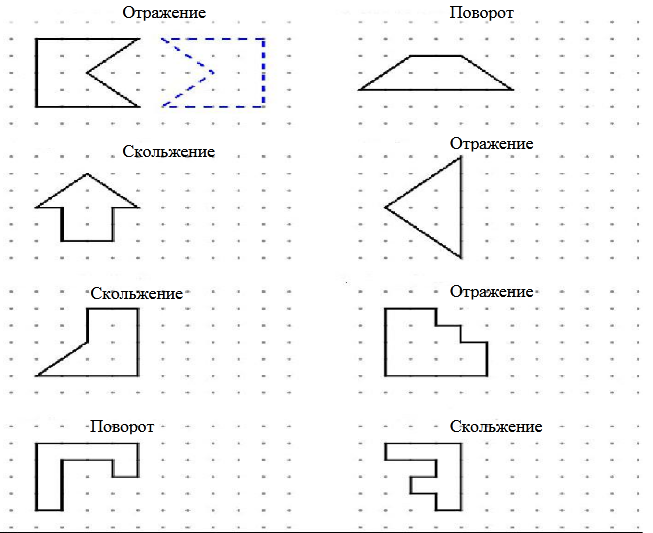 Отражение
Поворот
Скольжение
Отражение
Скольжение
Отражение
Поворот
Скольжение